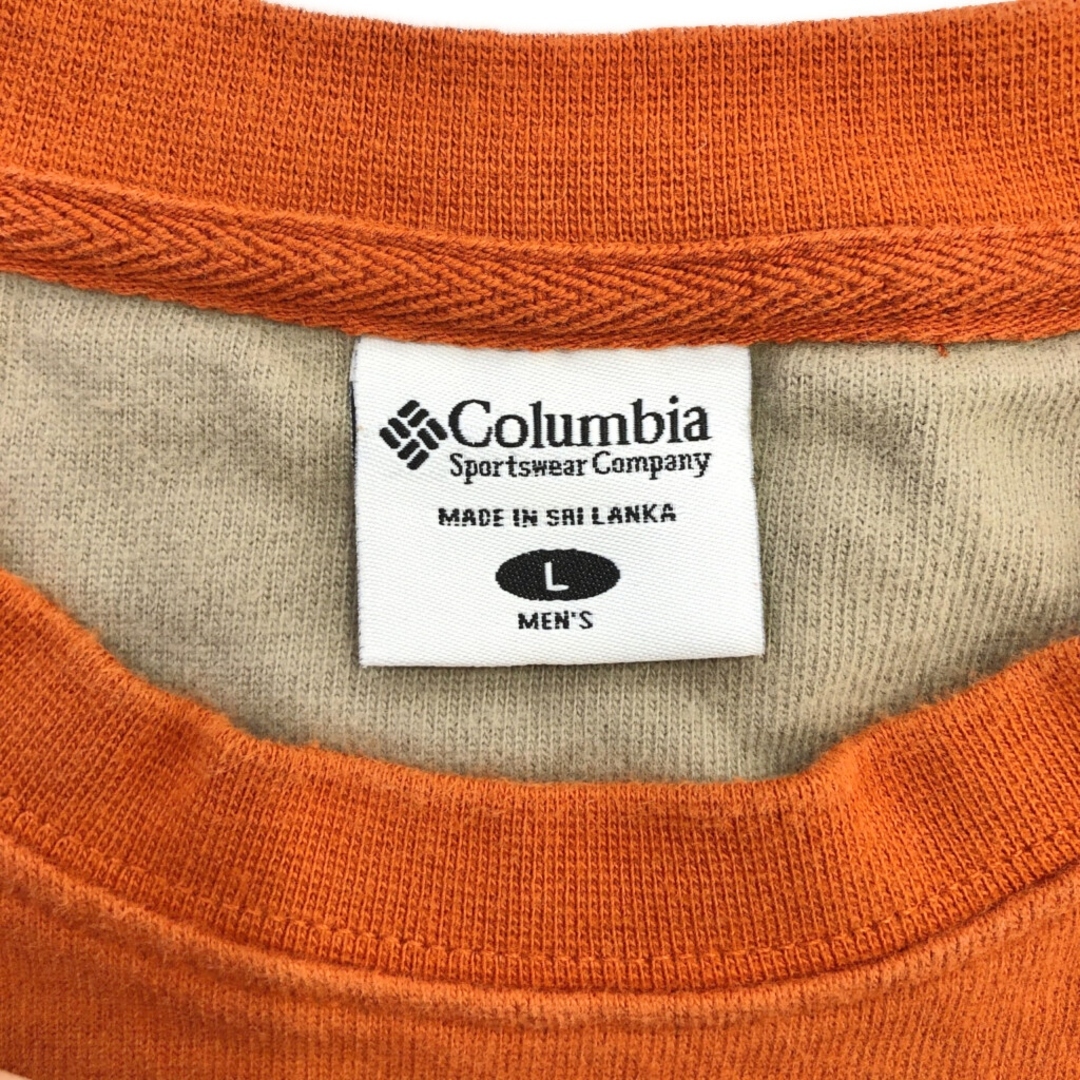 Columbia
Sportswear Company
MADE IN SRI LANKA
L
MEN'S